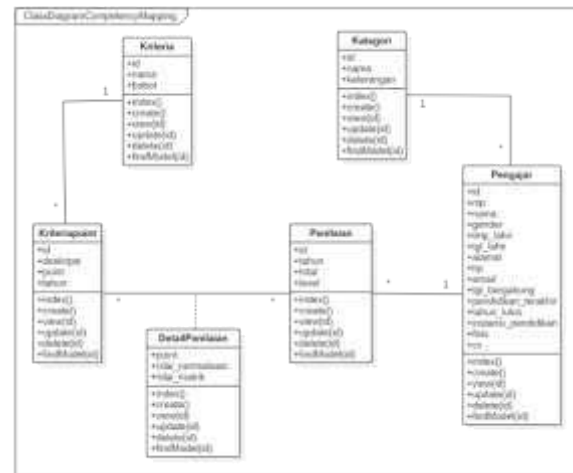 ClassDiagramCompetencyMapping
Kriteria
+id
+nama
+bobot
+index()
+create()
+view(id)
+update(id)
+delete(id)
+findModel(id)
Kategori
+id
+nama
+keterangan
+index()
+create()
+view(id)
+update(id)
+delete(id)
+findModel(id)
1
1
*
*
Pengajar
+id
+nip
+nama
+gender
+tmp_lahir
+tgl_lahir
+alamat
+hp
+email
+tgl_bergabung
+pendidikan_terakhir
+tahun_lulus
+foto
+cv
+index()
+create()
+view(id)
+update(id)
+delete(id)
+findModel(id)
Kriteriapoint
+id
+deskripsi
+point
+tahun
+index()
+create()
+view(id)
+update(id)
+delete(id)
+findModel(id)
Penilaian
+id
+tahun
+total
+level
+index()
+create()
+view(id)
+update(id)
+delete(id)
+findModel(id)
*
*
*
1
DetailPenilaian
+point
+nilai_normalisasi
+nilai_matrik
+index()
+create()
+view(id)
+update(id)
+delete(id)
+findModel(id)